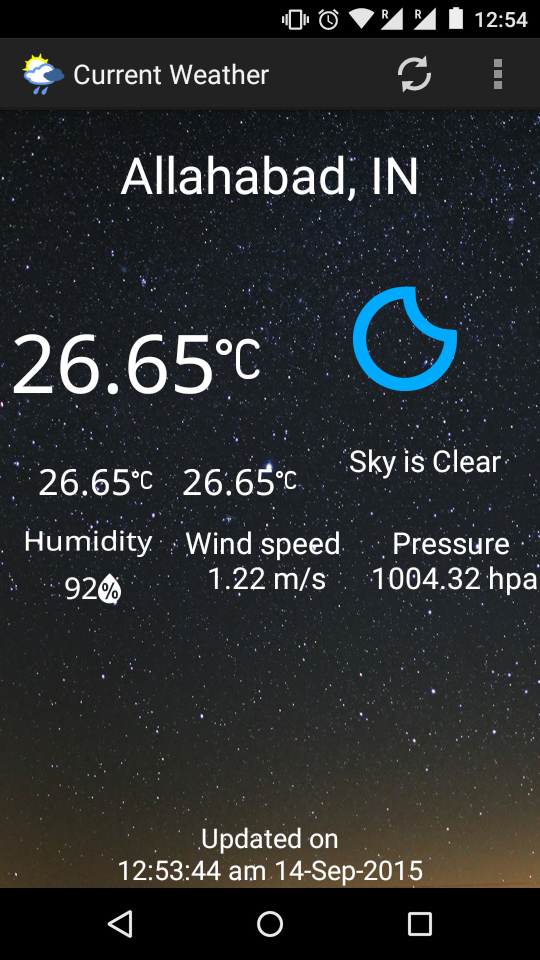 12:54
Current Weather
Allahabad, IN
26.65°C
Sky is Clear
26.65°C 26.65°C
Humidity Wind speed Pressure
92% 1.22 m/s 1004.32 hpa
Updated on
12:53:44 am 14-Sep-2015